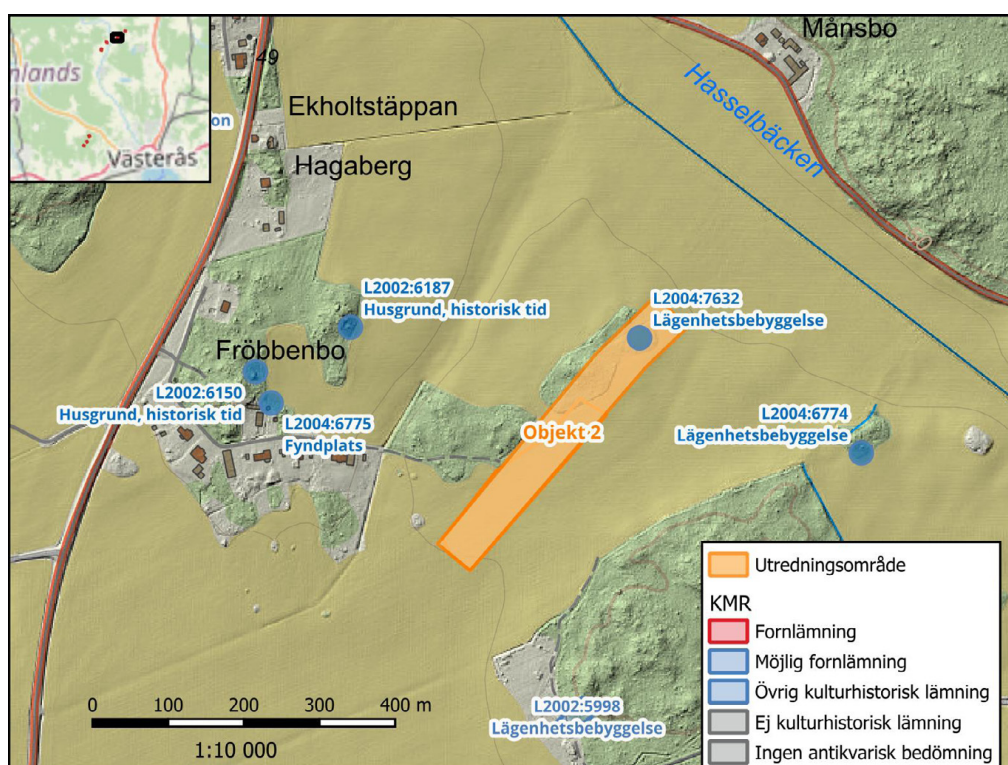 nlands
Västerås
49
on
Ekholtstäppan
Hagaberg
Månsbo
Hasselbäcken
60
L2002:6187
Husgrund, historisk tid
L2004:7632
Lägenhetsbebyggelse
Fröbbenbo
L2002:6150
Husgrund, historisk tid
L2004:6775
Fyndplats
Objekt 2
L2004:6774
Lägenhetsbebyggelse
L2002:5998
Lägenhetsbebyggelse
0 100 200 300 400 m
1:10 000
Utredningsområde
KMR
Fornlämning
Möjlig fornlämning
Övrig kulturhistorisk lämning
Ej kulturhistorisk lämning
Ingen antikvarisk bedömning